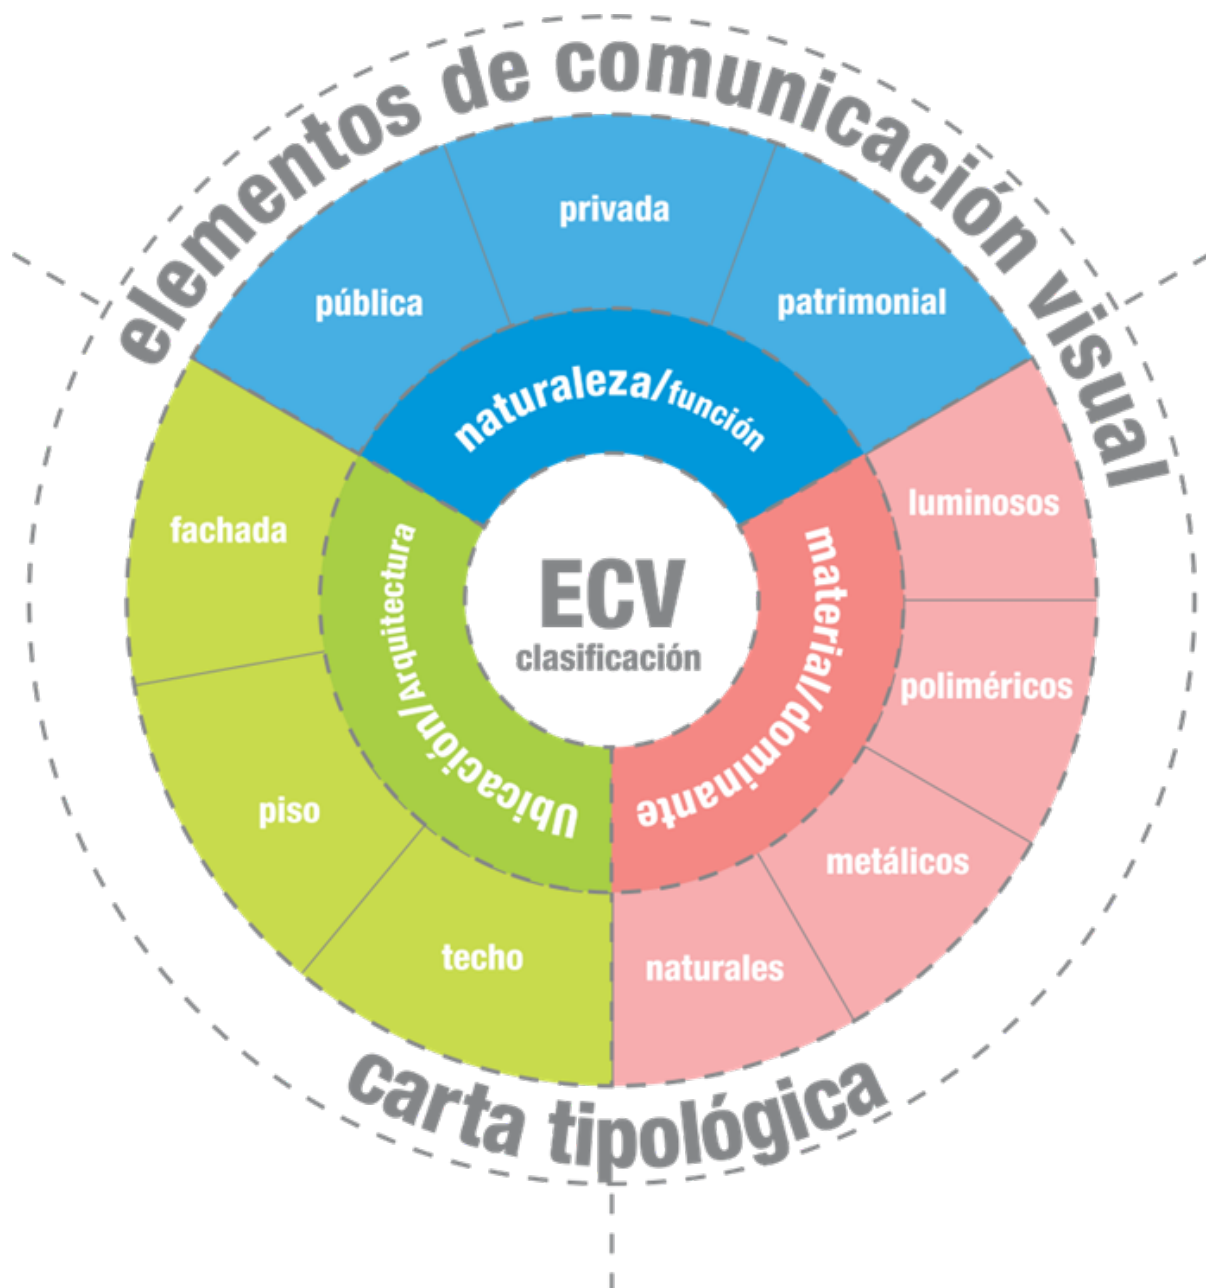 elementos de comunicación visual
privada
pública
patrimonial
naturaleza/función
fachada
luminosos
Ubicación/Arquitectura
ECV
clasificación
material/dominante
poliméricos
piso
metálicos
techo
naturales
carta tipológica